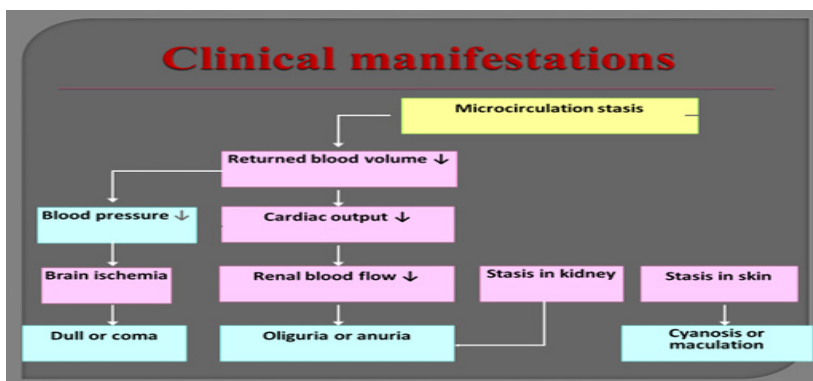 Clinical manifestations
Microcirculation stasis
Returned blood volume ↓
Blood pressure ↓
Cardiac output ↓
Brain ischemia
Renal blood flow ↓
Stasis in kidney
Stasis in skin
Dull or coma
Oliguria or anuria
Cyanosis or
maculation